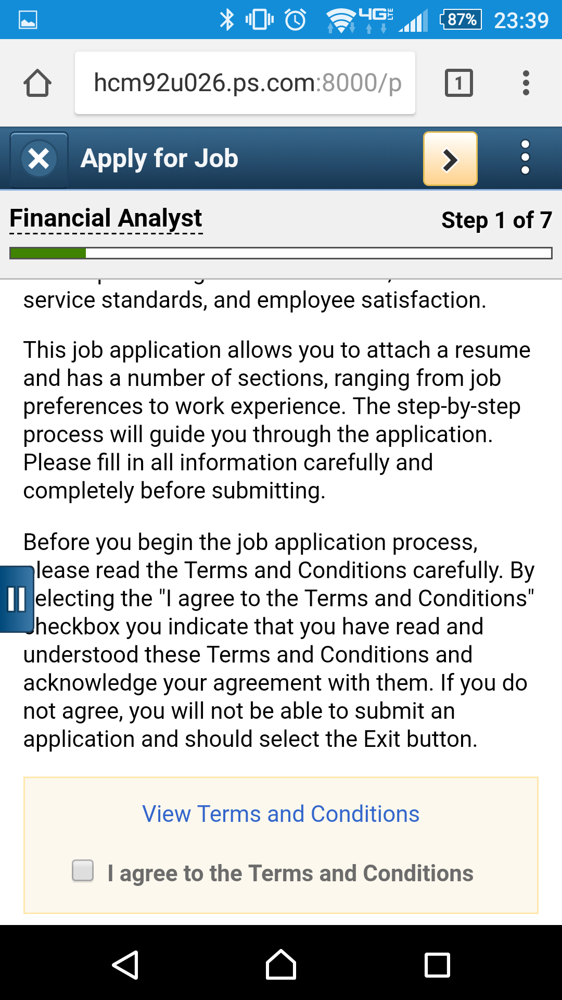 4G LTE 87% 23:39
hcm92u026.ps.com:8000/p 1
Apply for Job
Financial Analyst Step 1 of 7
service standards, and employee satisfaction.
This job application allows you to attach a resume
and has a number of sections, ranging from job
preferences to work experience. The step-by-step
process will guide you through the application.
Please fill in all information carefully and
completely before submitting.
Before you begin the job application process,
lease read the Terms and Conditions carefully. By
electing the "I agree to the Terms and Conditions"
heckbox you indicate that you have read and
understood these Terms and Conditions and
acknowledge your agreement with them. If you do
not agree, you will not be able to submit an
application and should select the Exit button.
View Terms and Conditions
I agree to the Terms and Conditions